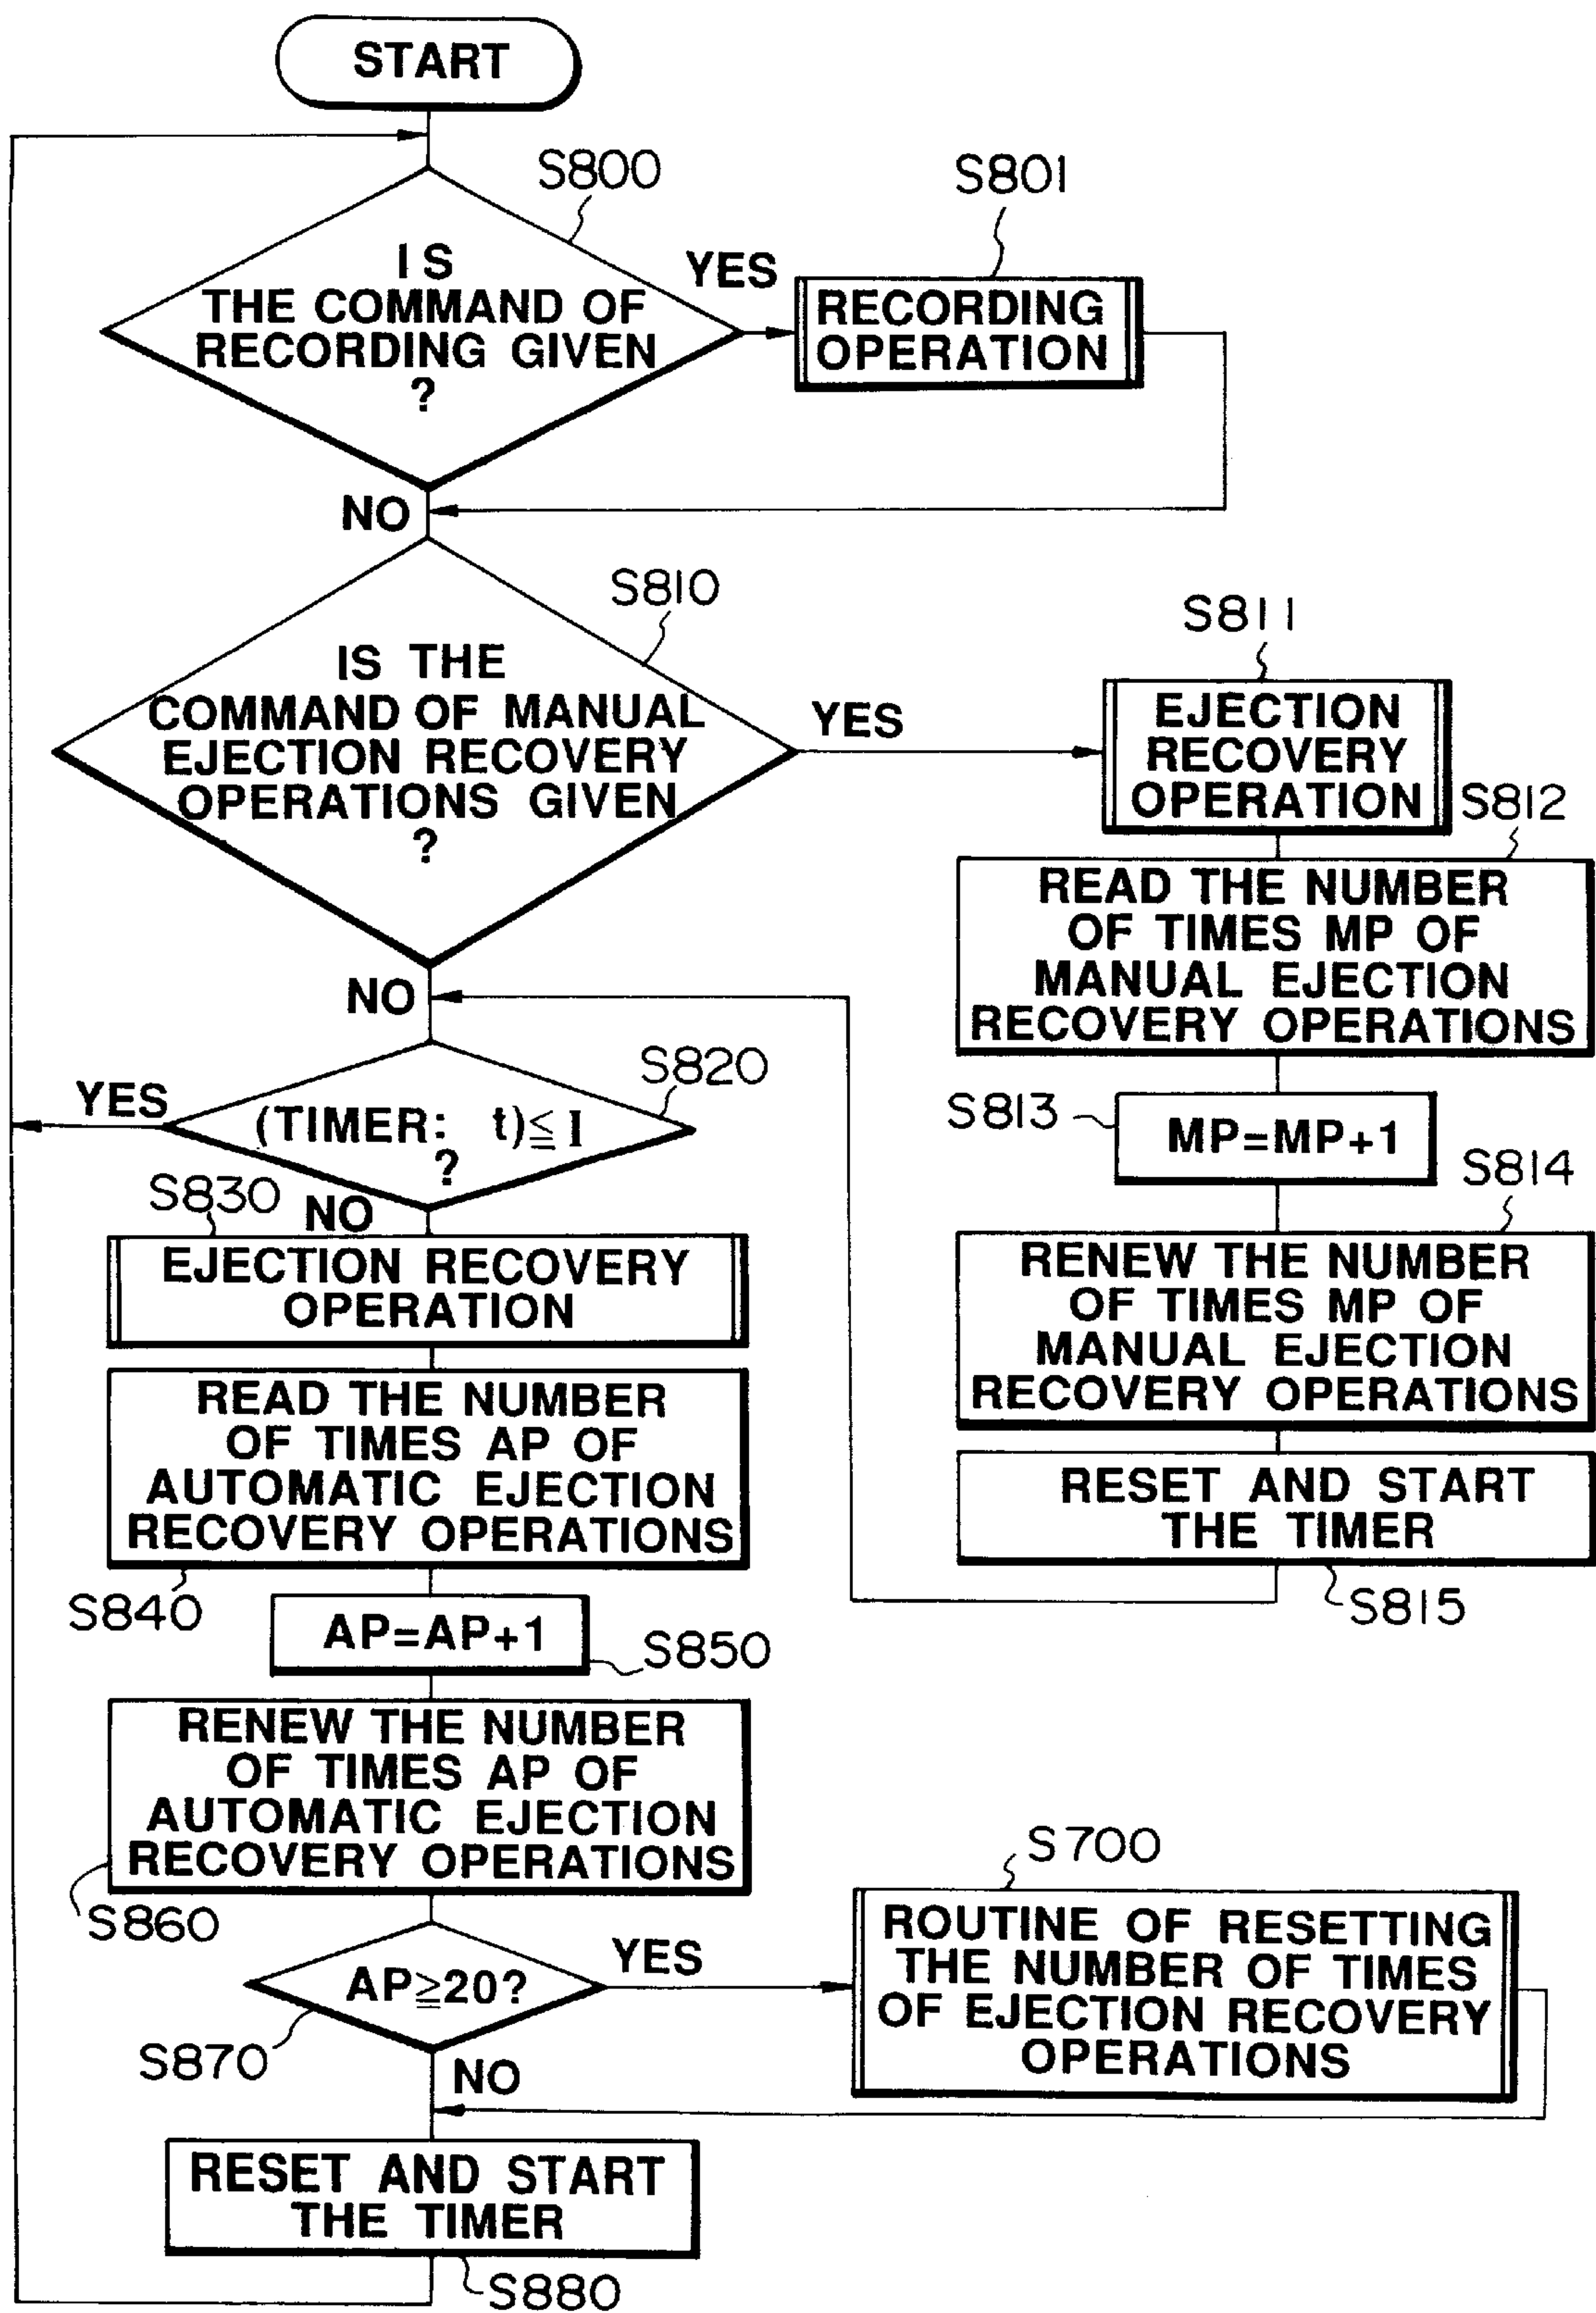 START
S800
IS
THE COMMAND OF
RECORDING GIVEN
?
YES
S801
RECORDING
OPERATION
NO
S810
IS THE
COMMAND OF MANUAL
EJECTION RECOVERY
OPERATIONS GIVEN
?
YES
S811
EJECTION
RECOVERY
OPERATION
S812
READ THE NUMBER
OF TIMES MP OF
MANUAL EJECTION
RECOVERY OPERATIONS
S813
MP=MP+1
S814
RENEW THE NUMBER
OF TIMES MP OF
MANUAL EJECTION
RECOVERY OPERATIONS
RESET AND START
THE TIMER
S815
NO
S820
YES
(TIMER: t)≦I
?
S830
NO
EJECTION RECOVERY
OPERATION
READ THE NUMBER
OF TIMES AP OF
AUTOMATIC EJECTION
RECOVERY OPERATIONS
S840
AP=AP+1
S850
RENEW THE NUMBER
OF TIMES AP OF
AUTOMATIC EJECTION
RECOVERY OPERATIONS
S860
AP≧20?
YES
S870
S700
ROUTINE OF RESETTING
THE NUMBER OF TIMES
OF EJECTION RECOVERY
OPERATIONS
NO
RESET AND START
THE TIMER
S880